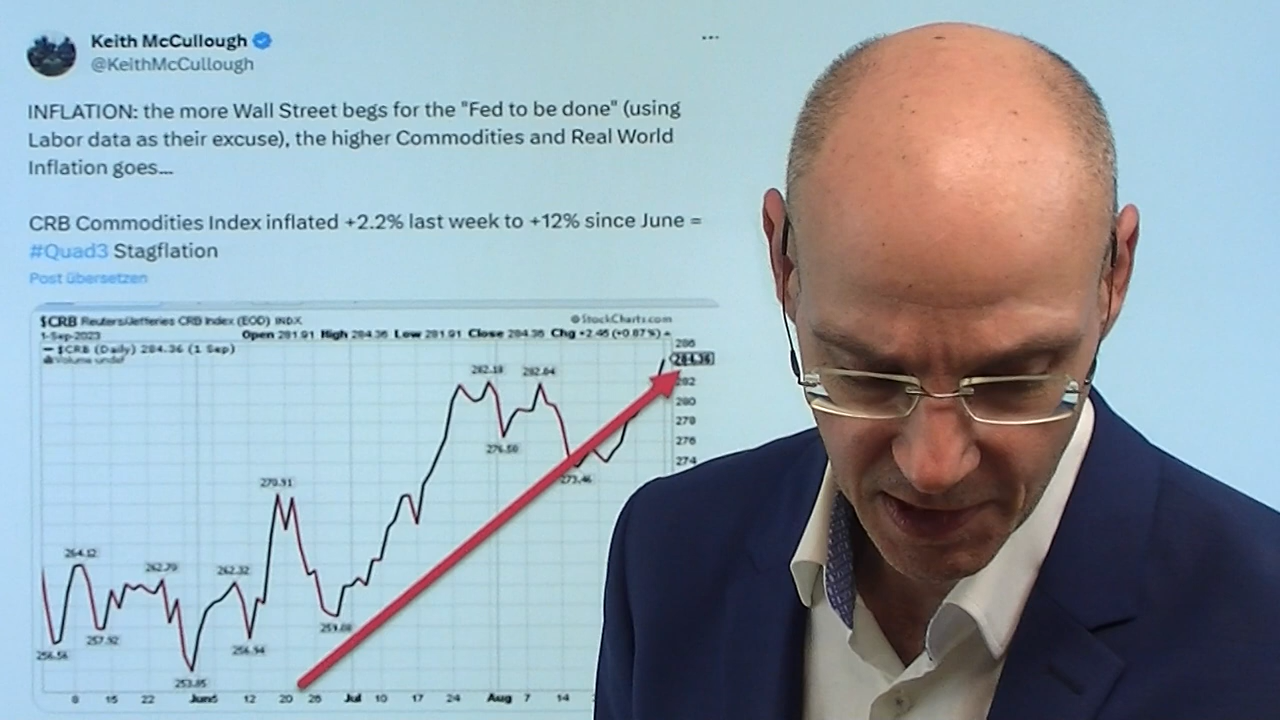 Keith McCullough
@KeithMcCullough
INFLATION: the more Wall Street begs for the "Fed to be done" (using
Labor data as their excuse), the higher Commodities and Real World
Inflation goes...
CRB Commodities Index inflated +2.2% last week to +12% since June =
#Quad3 Stagflation
Post übersetzen
$CRB Reuters/Jefferies CRB Index (EOD) INDX
© StockCharts.com
1-Sep-2023
Open 281.91 High 284.36 Low 281.91 Close 284.36 Chg +2.46 (+0.87%)
$CRB (Daily) 284.36 (1 Sep)
Volume undef
286
284.36
282
280
278
276
274
282.18
282.04
276.50
273.46
270.91
264.12
262.79
262.32
257.92
256.94
256.56
253.85
8 15 22 Jun5 12 20 26 Jul 10 17 24 Aug 7 14